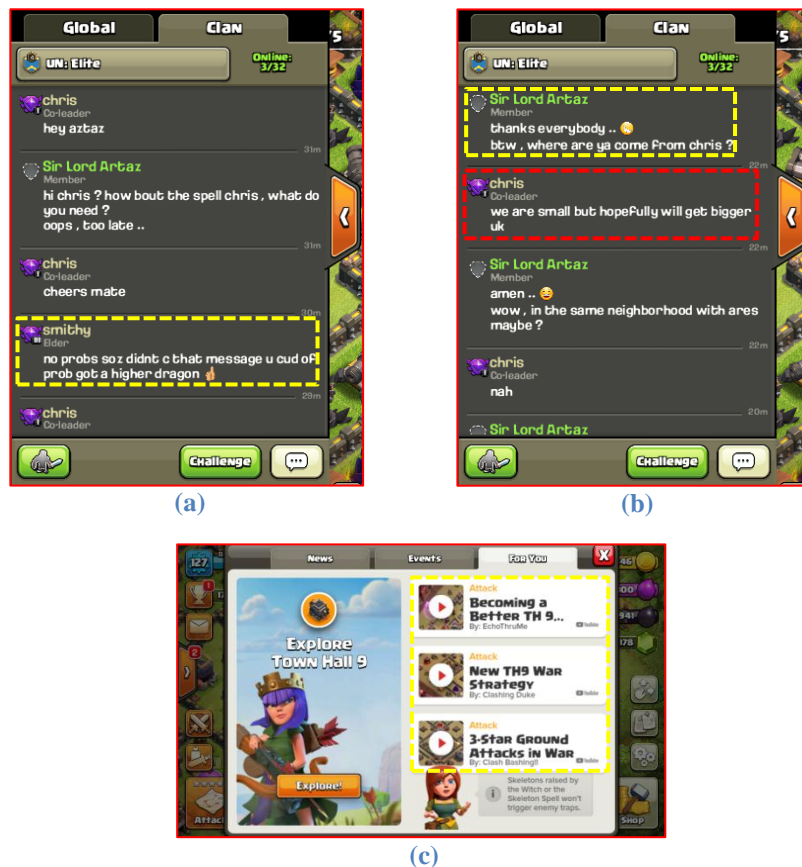 Global Clan
UN: Elite
Online:
3/32
chris
Co-leader
hey aztaz
31m
Sir Lord Artaz
Member
hi chris ? how bout the spell chris , what do
you need ?
oops , too late ..
31m
chris
Co-leader
cheers mate
30m
smithy
Elder
no probs soz didnt c that message u cud of
prob got a higher dragon
29m
chris
Co-leader
Challenge
(a)
Global Clan
UN: Elite
Online:
3/32
Sir Lord Artaz
Member
thanks everybody ..
btw , where are ya come from chris ?
22m
chris
Co-leader
we are small but hopefully will get bigger
uk
22m
Sir Lord Artaz
Member
amen ..
wow , in the same neighborhood with ares
maybe ?
22m
chris
Co-leader
nah
20m
Sir Lord Artaz
Challenge
(b)
News Events For You
X
127
Explore
Town Hall 9
Explore!
Attack
Becoming a
Better TH 9...
By: EchoThruMe
YouTube
Attack
New TH9 War
Strategy
By: Clashing Duke
YouTube
Attack
3-Star Ground
Attacks in War
By: Clash Bashing!!
YouTube
Skeletons raised by
the Witch or the
Skeleton Spell won't
trigger enemy traps.
Shop
(c)